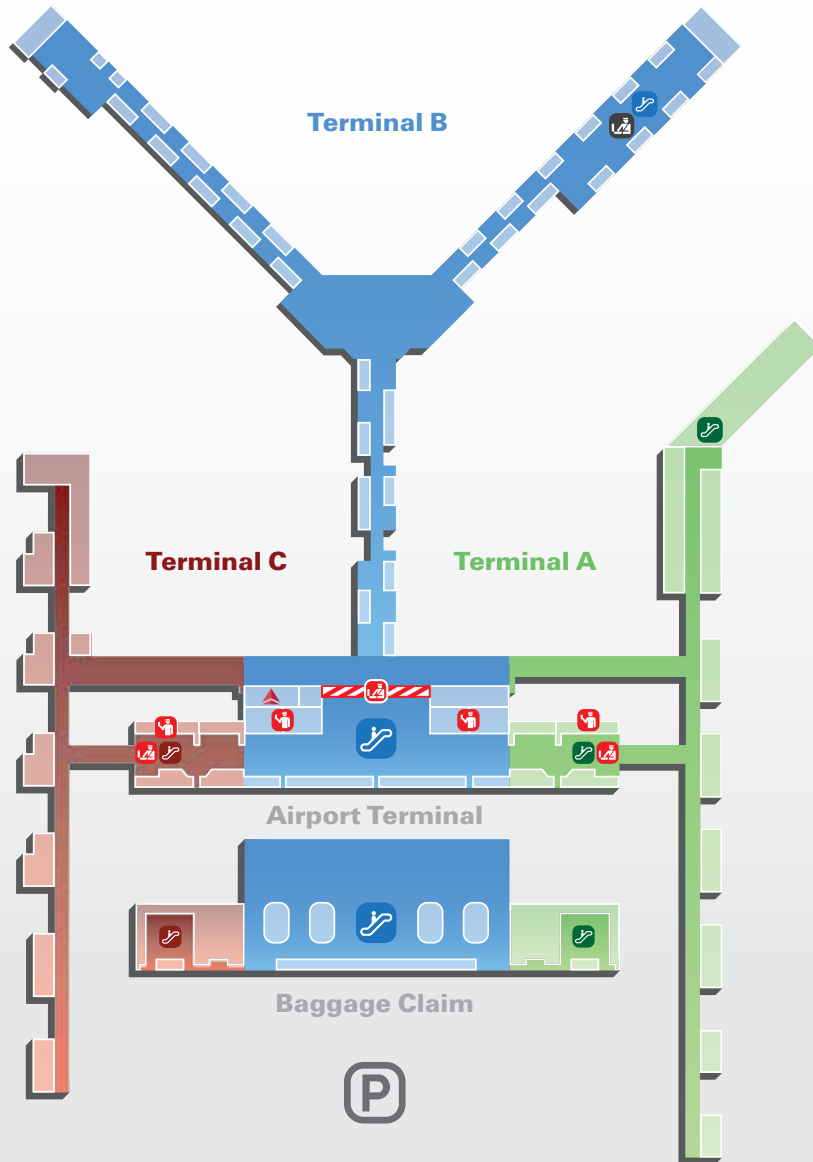 Terminal B
Terminal C
Terminal A
Airport Terminal
Baggage Claim
P